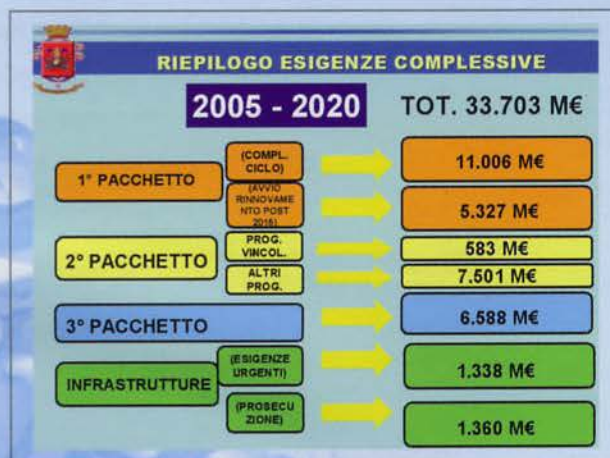 RIEPILOGO ESIGENZE COMPLESSIVE
2005 - 2020
TOT. 33.703 M€
1° PACCHETTO
(COMPL.
CICLO)
11.006 M€
(AVVIO
RINNOVAME
NTO POST
2015)
5.327 M€
2° PACCHETTO
PROG.
VINCOL.
583 M€
ALTRI
PROG.
7.501 M€
3° PACCHETTO
6.588 M€
INFRASTRUTTURE
(ESIGENZE
URGENTI)
1.338 M€
(PROSECU
ZIONE)
1.360 M€